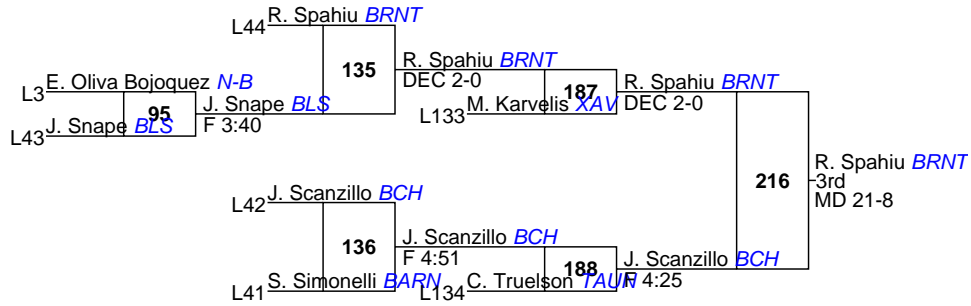 L44 R. Spahiu BRNT
135
R. Spahiu BRNT
DEC 2-0
L3 E. Oliva Bojoquez N-B
95
J. Snape BLS
F 3:40
L43 J. Snape BLS
187
L133 M. Karvelis XAV
R. Spahiu BRNT
DEC 2-0
216
R. Spahiu BRNT
3rd
MD 21-8
L42 J. Scanzillo BCH
136
J. Scanzillo BCH
F 4:51
L41 S. Simonelli BARN
188
L134 C. Truelson TAUN
J. Scanzillo BCH
F 4:25